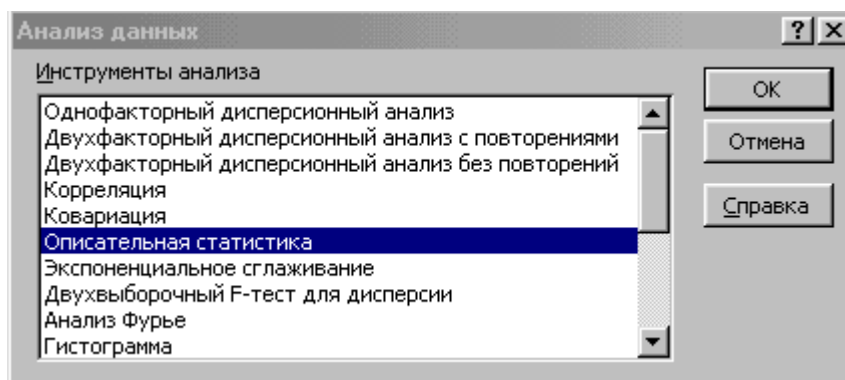 Анализ данных
Инструменты анализа
Однофакторный дисперсионный анализ
Двухфакторный дисперсионный анализ с повторениями
Двухфакторный дисперсионный анализ без повторений
Корреляция
Ковариация
Описательная статистика
Экспоненциальное сглаживание
Двухвыборочный F-тест для дисперсии
Анализ Фурье
Гистограмма
OK
Отмена
Справка